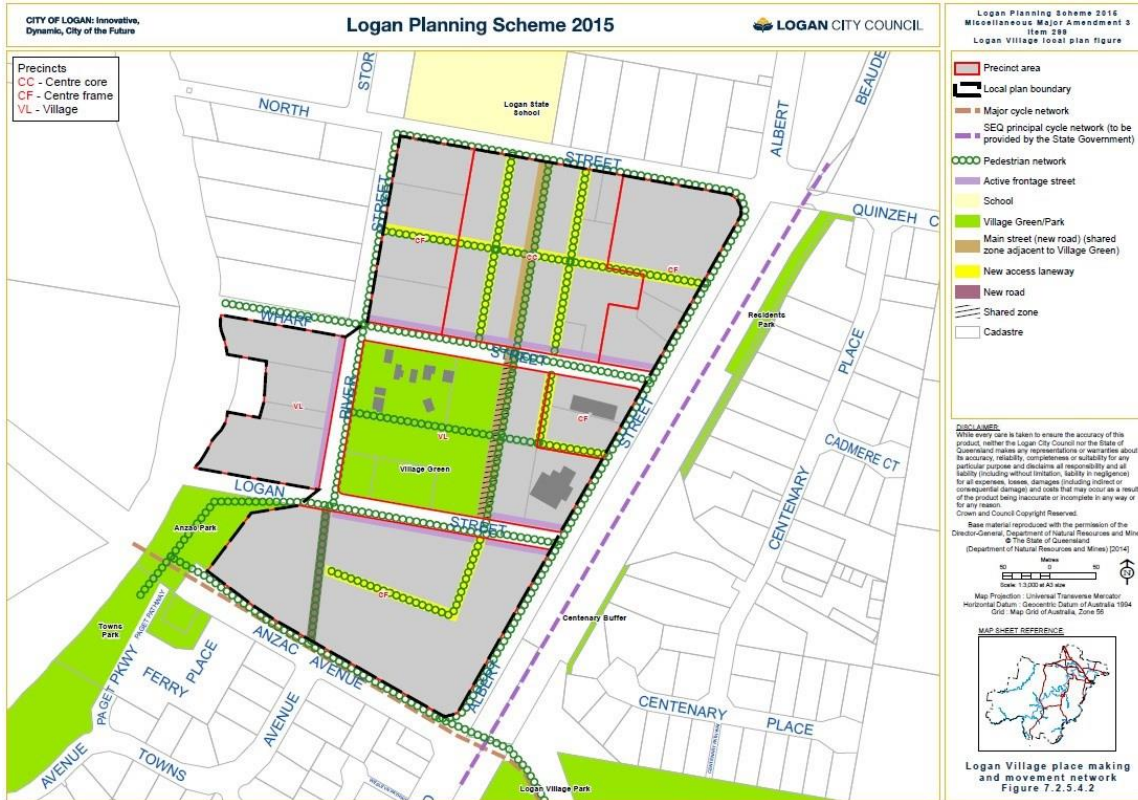 CITY OF LOGAN: Innovative,
Dynamic, City of the Future
Logan Planning Scheme 2015
LOGAN CITY COUNCIL
Logan Planning Scheme 2015
Miscellaneous Major Amendment 3
Logan Village local plan figure
Precincts
CC - Centre core
CF - Centre frame
VL - Village
STOR
NORTH
Logan State
School
STREET
ALBERT
BEAUDE
QUINZEH C
STREET
CF
CC
CF
WHARF
STREET
Residents
Park
PLACE
RIVER
VL
VL
CF
STREET
Village Green
CADMERE CT
LOGAN
STREET
Anzac Park
CENTENARY
CF
Towns
Park
PAGET PATHWAY
PAGET PKWY
FERRY
PLACE
ANZAC
AVENUE
ALBERT
Centenary Buffer
CENTENARY
PLACE
AVENUE
TOWNS
AVENUE
Logan Village Park
Precinct area
Local plan boundary
Major cycle network
SEQ principal cycle network (to be
provided by the State Government)
Pedestrian network
Active frontage street
School
Village Green/Park
Main street (new road) (shared
zone adjacent to Village Green)
New access laneway
New road
Shared zone
Cadastre
DISCLAIMER:
While every care is taken to ensure the accuracy of this
product, neither the Logan City Council nor the State of
Queensland makes any representations or warranties about
its accuracy, reliability, completeness or suitability for any
particular purpose and disclaims all responsibility and all
liability (including without limitation, liability in negligence)
for all expenses, losses, damages (including indirect or
consequential damage) and costs that may occur as a result
of the product being inaccurate or incomplete in any way or
for any reason.
Crown and Council Copyright Reserved.
Base material reproduced with the permission of the
Director-General, Department of Natural Resources and Mine
© The State of Queensland
(Department of Natural Resources and Mines) [2014]
Metres
50 0 50
Scale: 1:3,000 at A3 size
N
Map Projection : Universal Transverse Mercator
Horizontal Datum : Geocentric Datum of Australia 1994
Grid : Map Grid of Australia, Zone 56
MAP SHEET REFERENCE:
Logan Village place making
and movement network
Figure 7.2.5.4.2